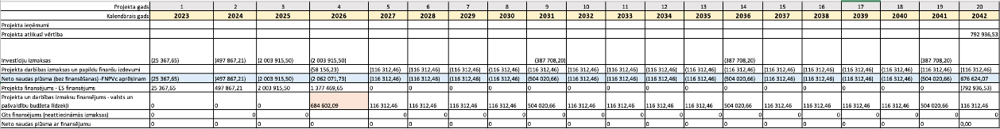 Projekta gads 1 2 3 4 5 6 7 8 9 10 11 12 13 14 15 16 17 18 19 20
Kalendārais gads 2023 2024 2025 2026 2027 2028 2029 2030 2031 2032 2033 2034 2035 2036 2037 2038 2039 2040 2041 2042
Projekta ieņēmumi
Projekta atlikusī vērtība 792 936,53
Investīciju izmaksas (25 367,65) (497 867,21) (2 003 915,50) (2 003 915,50) (387 708,20) (387 708,20) (387 708,20)
Projekta darbības izmaksas un papildu finanšu izdevumi (58 156,23) (116 312,46) (116 312,46) (116 312,46) (116 312,46) (116 312,46) (116 312,46) (116 312,46) (116 312,46) (116 312,46) (116 312,46) (116 312,46) (116 312,46) (116 312,46) (116 312,46) (116 312,46) (116 312,46)
Neto naudas plūsma (bez finansēšanas) -FNPVc aprēķinam (25 367,65) (497 867,21) (2 003 915,50) (2 062 071,73) (116 312,46) (116 312,46) (116 312,46) (116 312,46) (504 020,66) (116 312,46) (116 312,46) (116 312,46) (116 312,46) (504 020,66) (116 312,46) (116 312,46) (116 312,46) (116 312,46) (504 020,66) 676 624,07
Projekta finansējums - ES finansējums 25 367,65 497 867,21 2 003 915,50 1 377 469,65 0 0 0 0 0 0 0 0 0 0 0 0 0 0 0 (792 936,53)
Projekta un darbības izmaksu finansējums - valsts un
pašvaldību budžeta līdzekļi 0 0 0 684 602,09 116 312,46 116 312,46 116 312,46 116 312,46 504 020,66 116 312,46 116 312,46 116 312,46 116 312,46 504 020,66 116 312,46 116 312,46 116 312,46 116 312,46 504 020,66 116 312,46
Cits finansējums (neattiecināmās izmaksas) 0 0 0 0 0 0 0 0 0 0 0 0 0 0 0 0 0 0 0 0
Neto naudas plūsma ar finansējumu 0 0 0 0 0 0 0 0 0 0 0 0 0 0 0 0 0 0 0 0,00